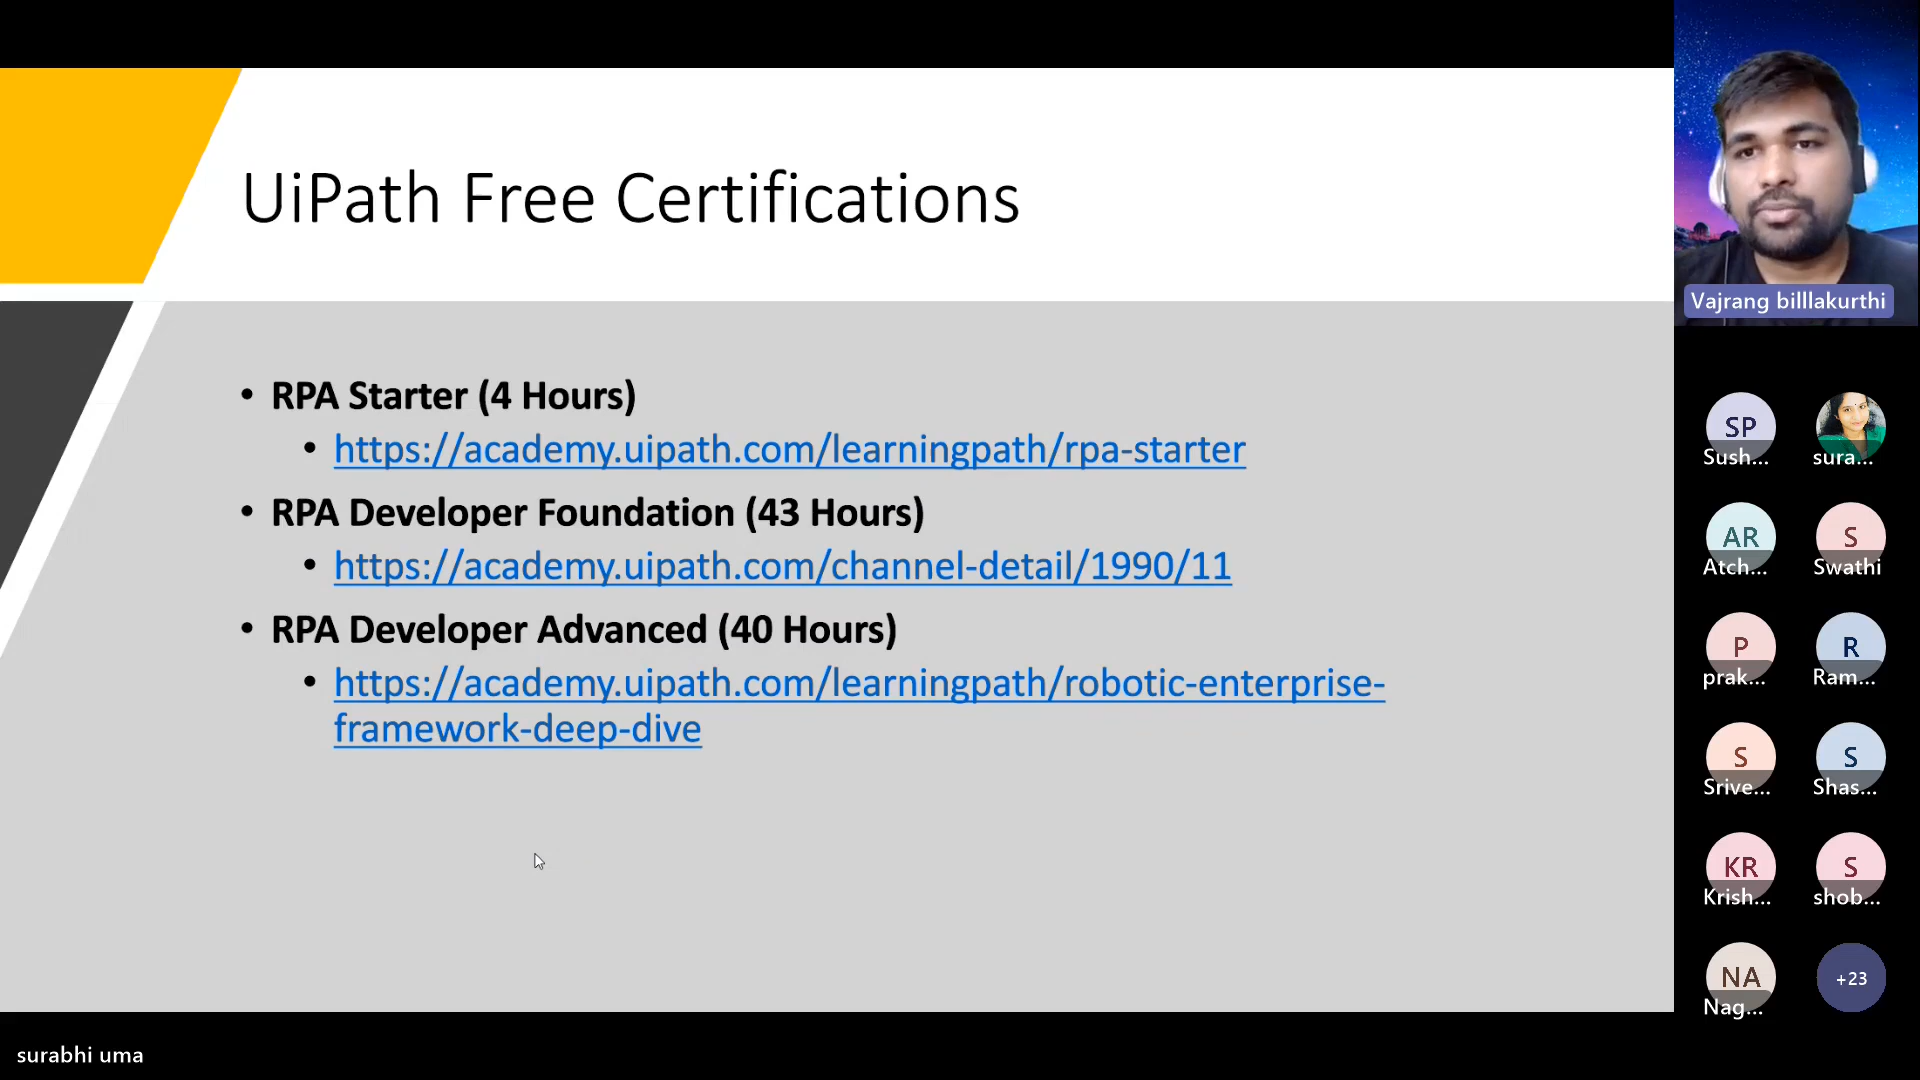 UiPath Free Certifications
• RPA Starter (4 Hours)
• https://academy.uipath.com/learningpath/rpa-starter
• RPA Developer Foundation (43 Hours)
• https://academy.uipath.com/channel-detail/1990/11
• RPA Developer Advanced (40 Hours)
• https://academy.uipath.com/learningpath/robotic-enterprise-
framework-deep-dive
Vajrang billlakurthi
SP
Sush...
sura...
AR
Atch...
S
Swathi
P
prak...
R
Ram...
S
Srive...
S
Shas...
KR
Krish...
S
shob...
NA
Nag...
+23
surabhi uma